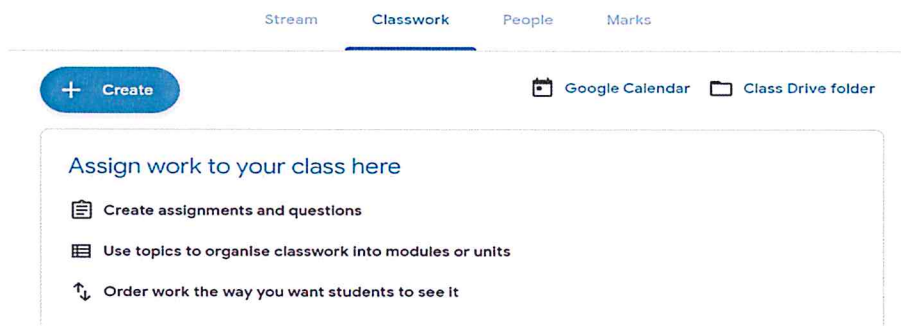 Stream Classwork People Marks
+ Create Google Calendar Class Drive folder
Assign work to your class here
Create assignments and questions
Use topics to organise classwork into modules or units
Order work the way you want students to see it